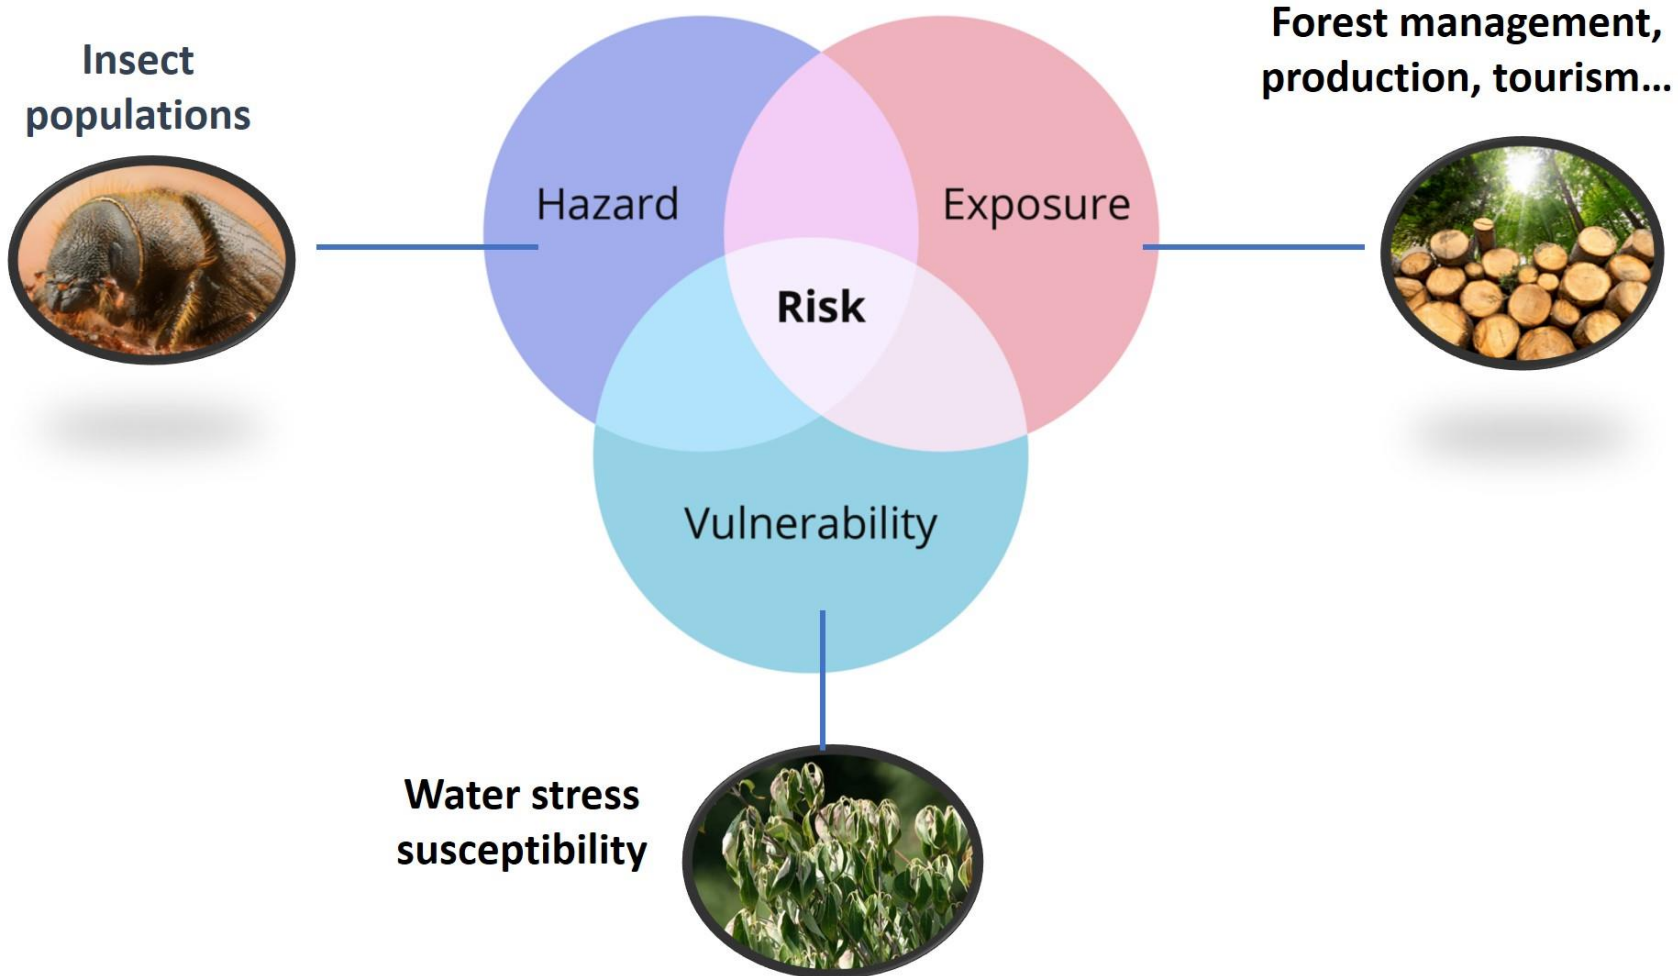 Insect
populations
Forest management,
production, tourism...
Hazard
Exposure
Risk
Vulnerability
Water stress
susceptibility